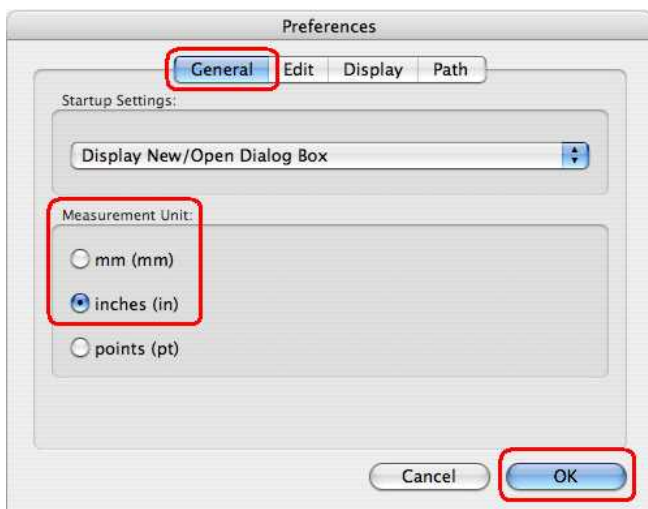 Preferences
General Edit Display Path
Startup Settings:
Display New/Open Dialog Box
Measurement Unit:
mm (mm)
inches (in)
points (pt)
Cancel OK